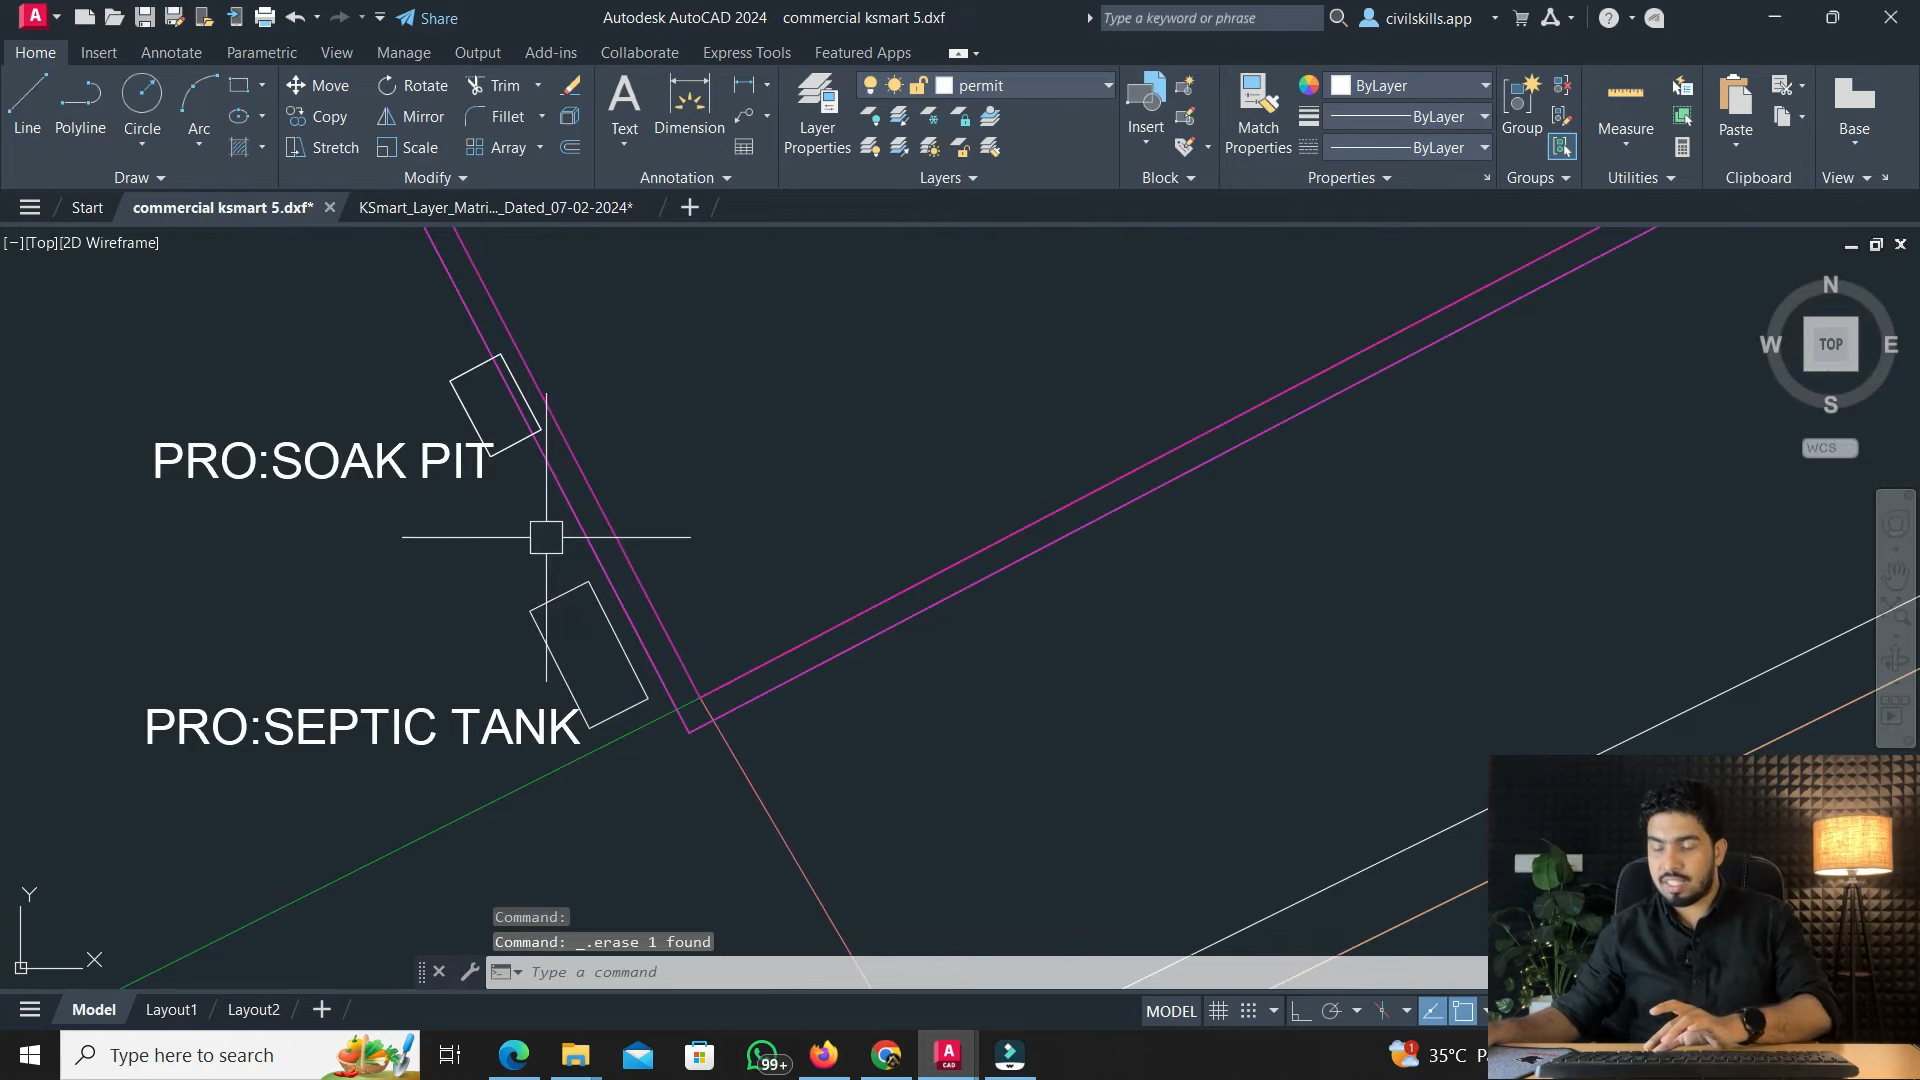 Share
Autodesk AutoCAD 2024 commercial ksmart 5.dxf
Type a keyword or phrase
civilskills.app
Home Insert Annotate Parametric View Manage Output Add-ins Collaborate Express Tools Featured Apps
Line Polyline Circle Arc
Move Rotate Trim
Copy Mirror Fillet
Stretch Scale Array
Text Dimension
Layer Properties
permit
Insert
Match Properties
ByLayer
ByLayer
ByLayer
Group
Measure
Paste
Base
Draw Modify Annotation Layers Block Properties Groups Utilities Clipboard View
Start commercial ksmart 5.dxf* KSmart_Layer_Matri..._Dated_07-02-2024*
[−][Top][2D Wireframe]
N
W TOP E
S
WCS
PRO:SOAK PIT
PRO:SEPTIC TANK
Y
X
Command:
Command: _.erase 1 found
Type a command
Model Layout1 Layout2
MODEL
Type here to search
99+
CAD
1
35°C